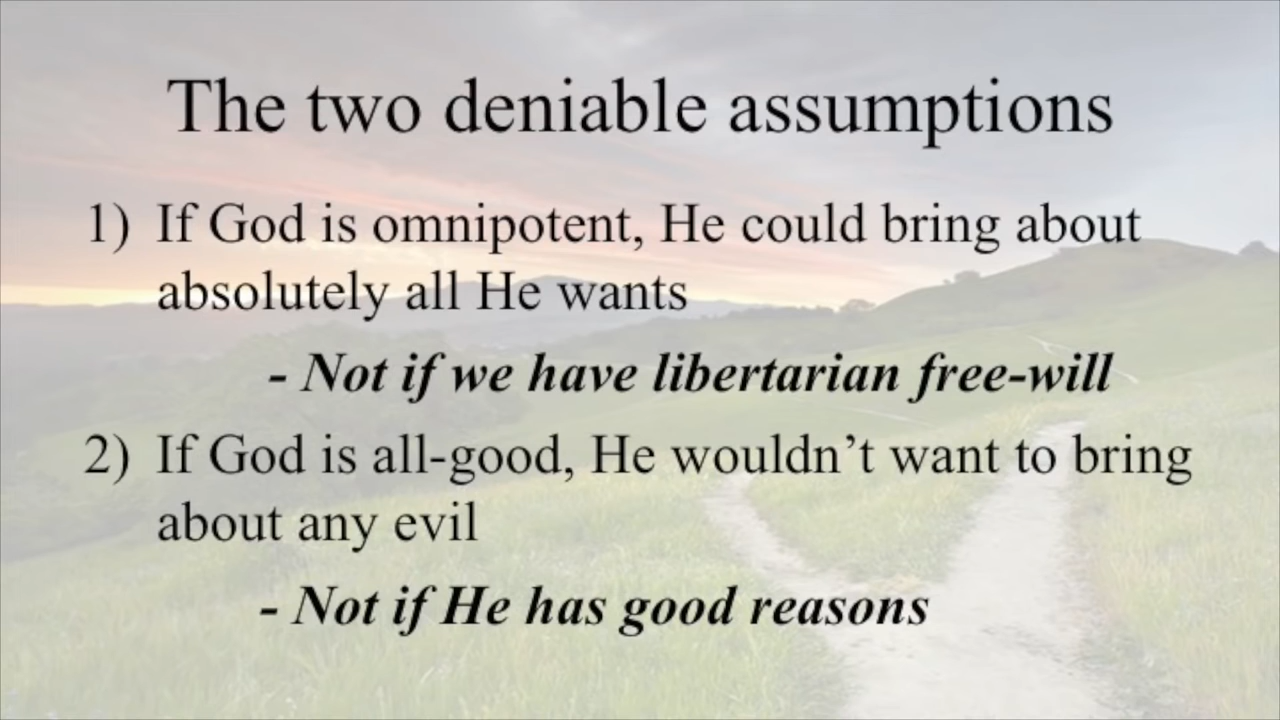 The two deniable assumptions
1) If God is omnipotent, He could bring about
absolutely all He wants
- Not if we have libertarian free-will
2) If God is all-good, He wouldn’t want to bring
about any evil
- Not if He has good reasons